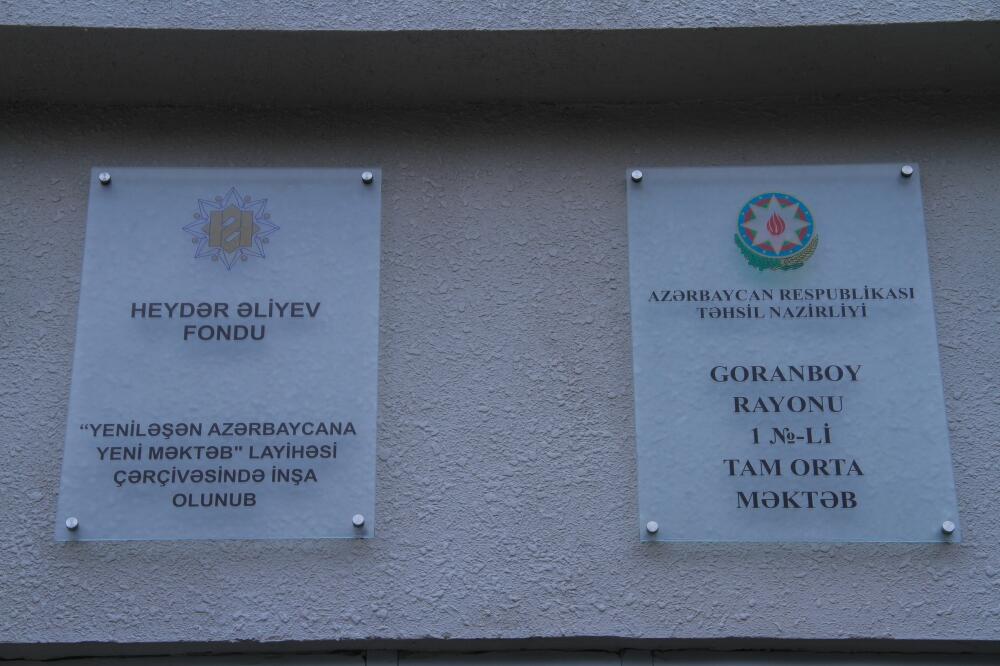 HEYDƏR ƏLİYEV
FONDU
“YENİLƏŞƏN AZƏRBAYCANA
YENİ MƏKTƏB" LAYİHƏSİ
ÇƏRÇİVƏSİNDƏ İNŞA
OLUNUB
AZƏRBAYCAN RESPUBLİKASI
TƏHSİL NAZİRLİYİ
GORANBOY
RAYONU
1 №-Lİ
TAM ORTA
MƏKTƏB